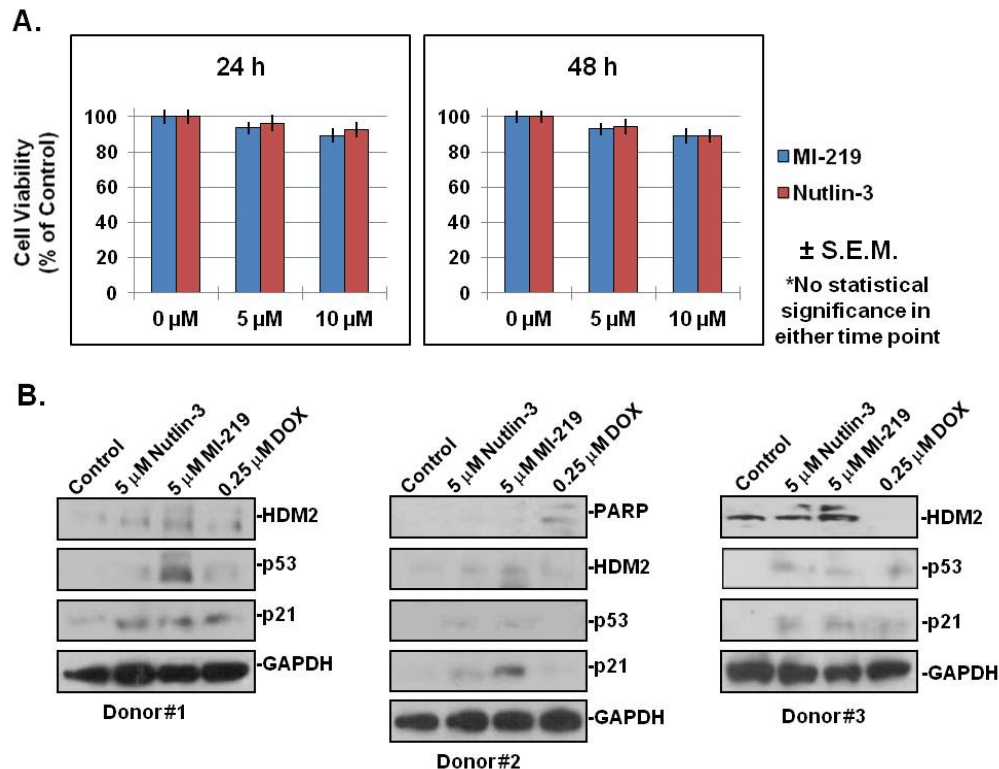 A.
24 h
48 h
Cell Viability
(% of Control)
100
80
60
40
20
0
0 µM
5 µM
10 µM
100
80
60
40
20
0
0 µM
5 µM
10 µM
MI-219
Nutlin-3
± S.E.M.
*No statistical
significance in
either time point
B.
Control
5 µM Nutlin-3
5 µM MI-219
0.25 µM DOX
-HDM2
-p53
-p21
-GAPDH
Donor#1
Control
5 µM Nutlin-3
5 µM MI-219
0.25 µM DOX
-PARP
-HDM2
-p53
-p21
-GAPDH
Donor#2
Control
5 µM Nutlin-3
5 µM MI-219
0.25 µM DOX
-HDM2
-p53
-p21
-GAPDH
Donor#3